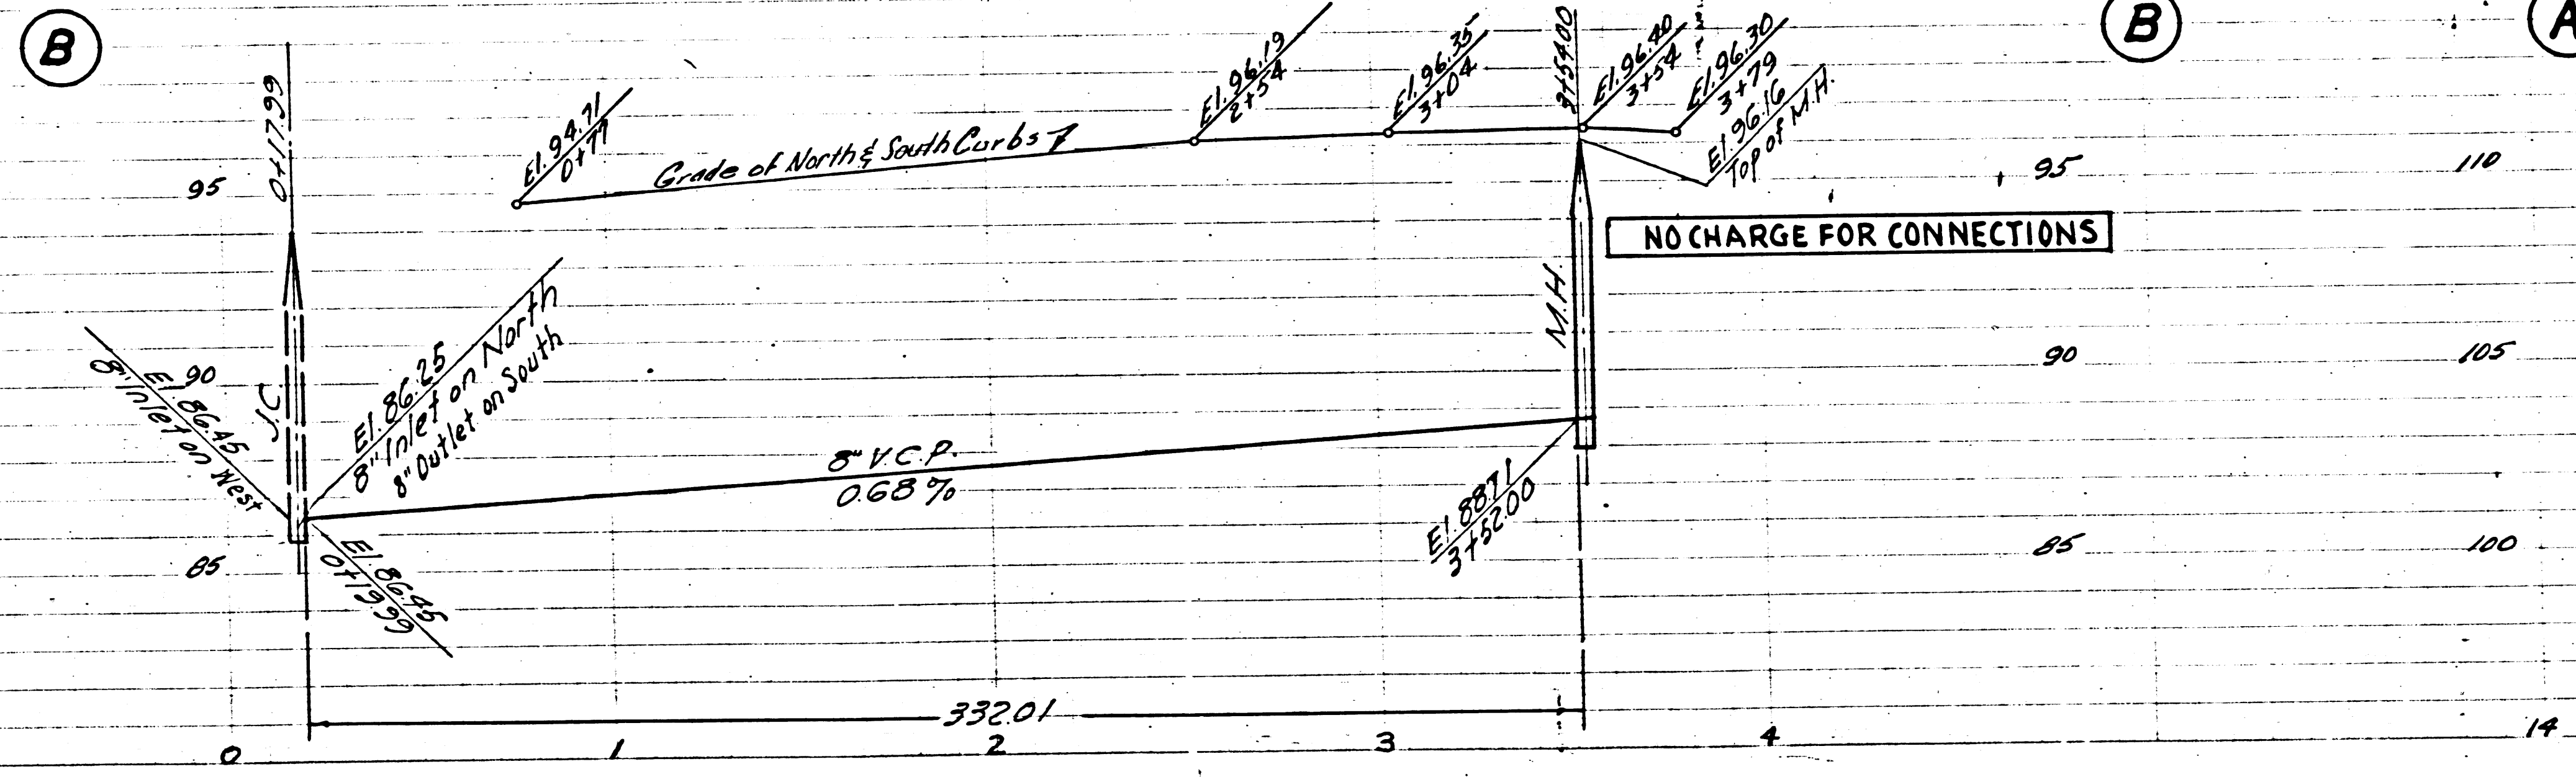 B
B
A
0+17.99
El. 94.71
0+77
Grade of North & South Curbs
El. 96.19
2+54
El. 96.35
3+04
3+54.00
El. 96.40
3+54
El. 96.30
3+79
El. 96.16
Top of M.H.
95
95
110
NO CHARGE FOR CONNECTIONS
M.H.
J.C.
90
90
105
El. 86.45
8" Inlet on West
El. 86.25
8" Inlet on North
8" Outlet on South
8" V.C.P.
0.68 %
El. 88.71
3+52.00
85
85
100
El. 86.45
0+19.99
332.01
0
1
2
3
4
14